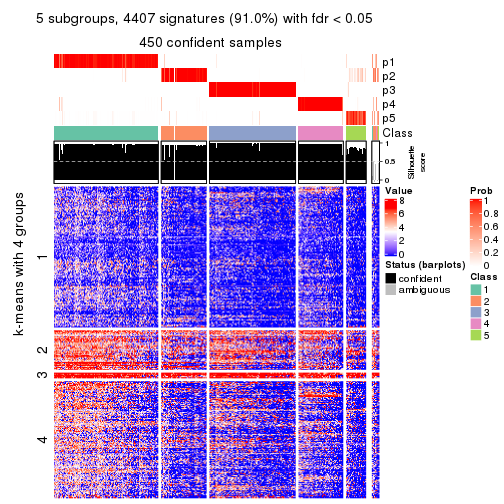 5 subgroups, 4407 signatures (91.0%) with fdr < 0.05
450 confident samples
p1
p2
p3
p4
p5
Class
1
0.5
0
Silhouette
score
k-means with 4 groups
1
2
3
4
Value
8
6
4
2
0
Status (barplots)
confident
ambiguous
Prob
1
0.8
0.6
0.4
0.2
0
Class
1
2
3
4
5